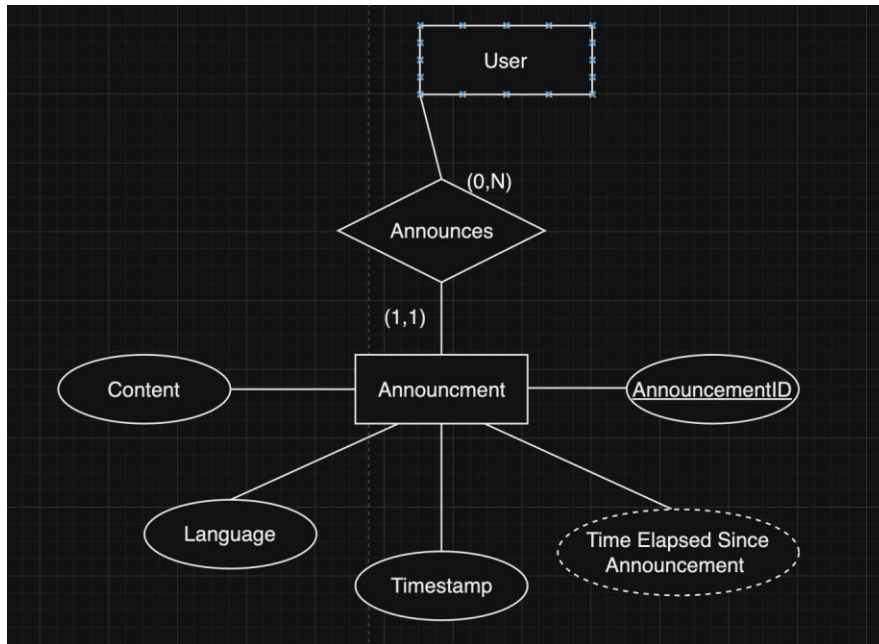 User
(0,N)
Announces
(1,1)
Content
Announcment
AnnouncementID
Language
Time Elapsed Since
Announcement
Timestamp